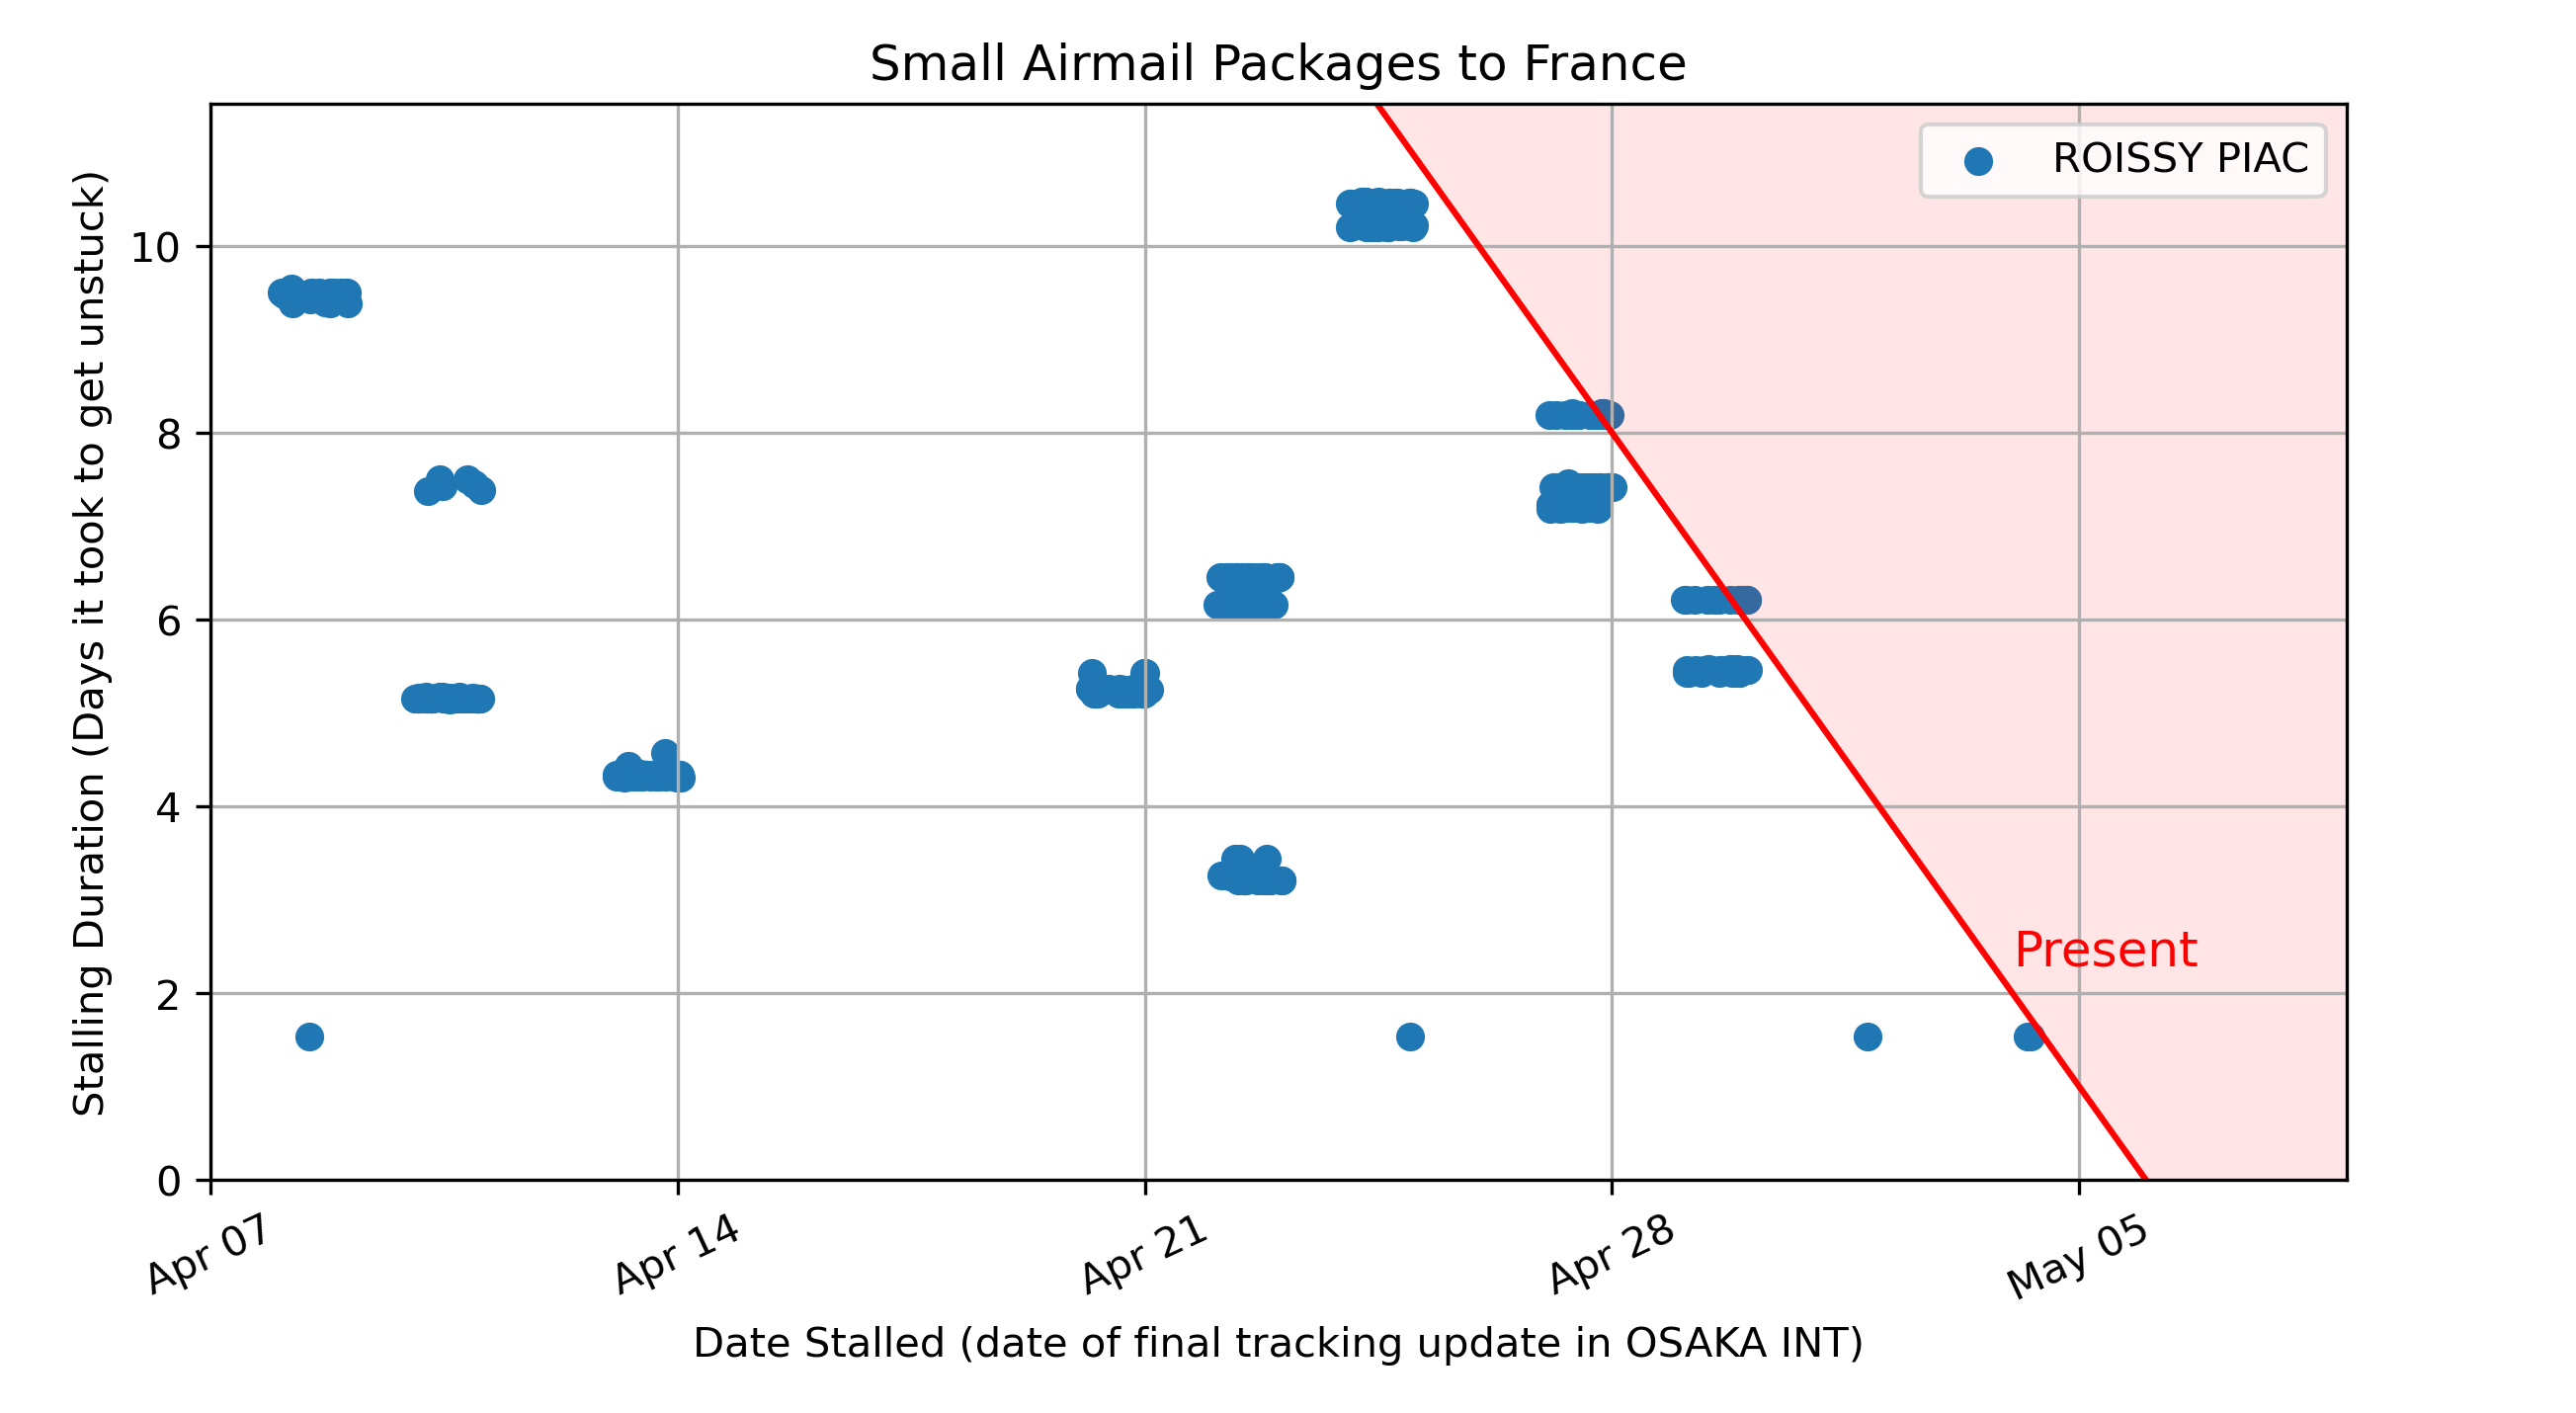 Small Airmail Packages to France
ROISSY PIAC
Stalling Duration (Days it took to get unstuck)
10
8
6
4
2
0
Present
Apr 07
Apr 14
Apr 21
Apr 28
May 05
Date Stalled (date of final tracking update in OSAKA INT)